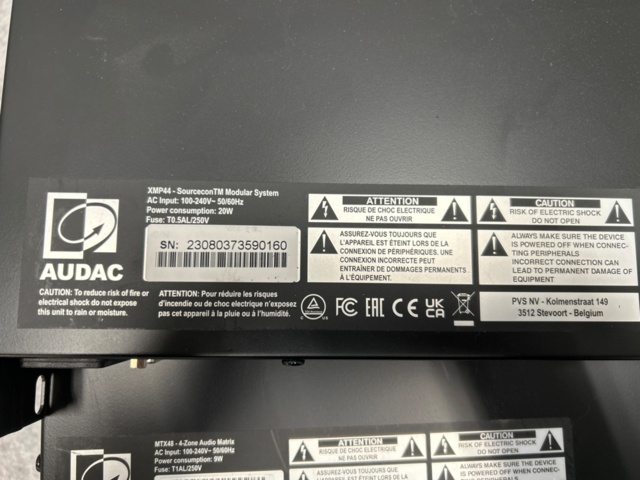 XMP44 - SourceconTM Modular System
AC Input: 100-240V~ 50/60Hz
Power consumption: 20W
Fuse: T0.5AL/250V
SN: 23080373590160
AUDAC
CAUTION: To reduce risk of fire or
electrical shock do not expose
this unit to rain or moisture.
ATTENTION: Pour réduire les risques
d'incendie ou de choc electrique n'exposez
pas cet appareil à la pluie ou à l'humidité.
ATTENTION
RISQUE DE CHOC ELECTRIQUE
NE PAS OUVRIR
ASSUREZ-VOUS TOUJOURS QUE
L'APPAREIL EST ÉTEINT LORS DE LA
CONNEXION DE PÉRIPHÉRIQUES. UNE
CONNEXION INCORRECTE PEUT
ENTRAÎNER DE DOMMAGES PERMANENTS
À L'ÉQUIPEMENT.
CAUTION
RISK OF ELECTRIC SHOCK
DO NOT OPEN
ALWAYS MAKE SURE THE DEVICE
IS POWERED OFF WHEN CONNEC-
TING PERIPHERALS
INCORRECT CONNECTION CAN
LEAD TO PERMANENT DAMAGE OF
EQUIPMENT
FC EAC CE UK CA
PVS NV - Kolmenstraat 149
3512 Stevoort - Belgium
MTX48 - 4-Zone Audio Matrix
AC Input: 100-240V~ 50/60Hz
Power consumption: 9W
Fuse: T1AL/250V
ATTENTION
RISQUE DE CHOC ELECTRIQUE
NE PAS OUVRIR
ASSUREZ-VOUS TOUJOURS QUE
CAUTION
RISK OF ELECTRIC SHOCK
DO NOT OPEN
ALWAYS MAKE SURE THE DEVICE
IS POWERED OFF WHEN CONNEC-